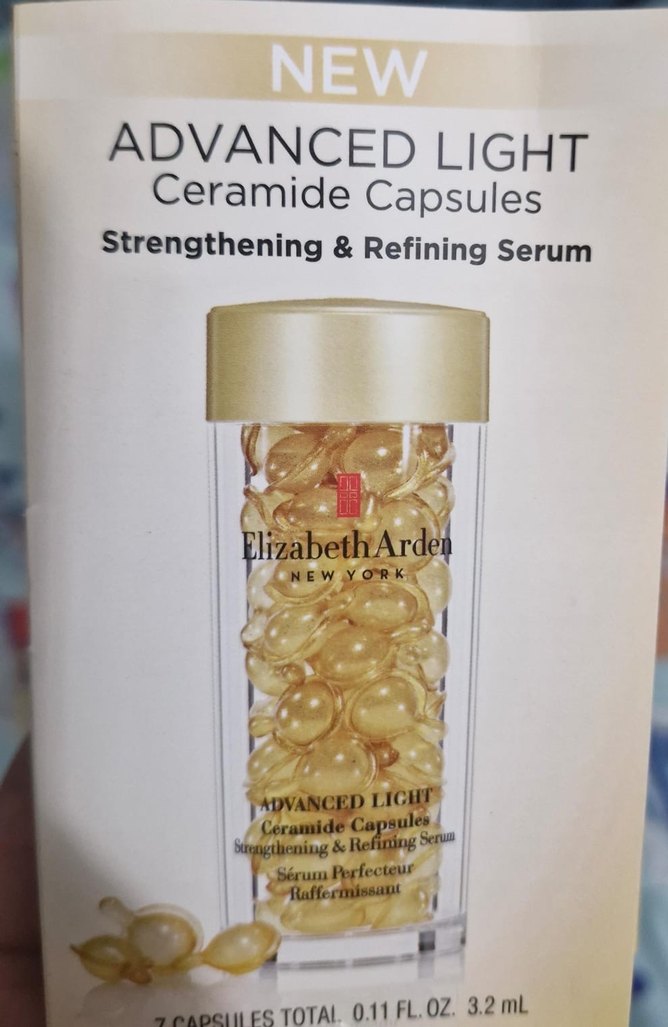 NEW
ADVANCED LIGHT
Ceramide Capsules
Strengthening & Refining Serum
Elizabeth Arden
NEW YORK
ADVANCED LIGHT
Ceramide Capsules
Strengthening & Refining Serum
Sérum Perfecteur
Raffermissant
7 CAPSULES TOTAL 0.11 FL. OZ. 3.2 mL